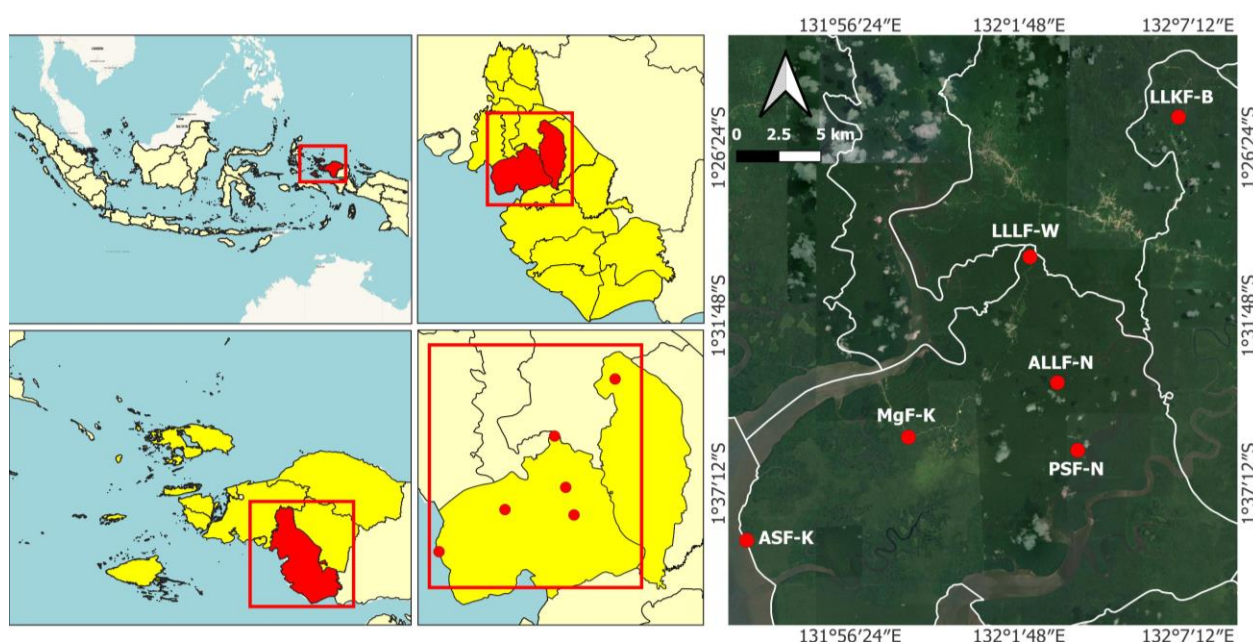 131°56′24″E 132°1′48″E 132°7′12″E
LLKF-B
0 2.5 5 km
1°26′24″S
1°26′24″S
LLLF-W
1°31′48″S
1°31′48″S
ALLF-N
MgF-K
PSF-N
1°37′12″S
1°37′12″S
ASF-K
131°56′24″E 132°1′48″E 132°7′12″E